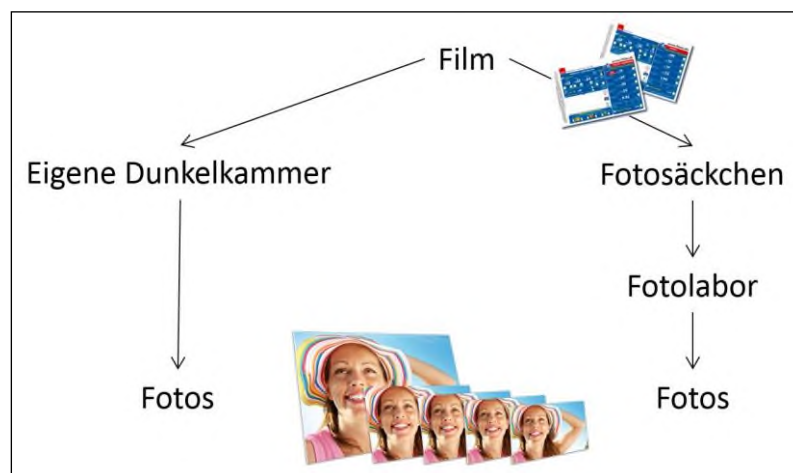 Film
Eigene Dunkelkammer
Fotosäckchen
Fotolabor
Fotos
Fotos